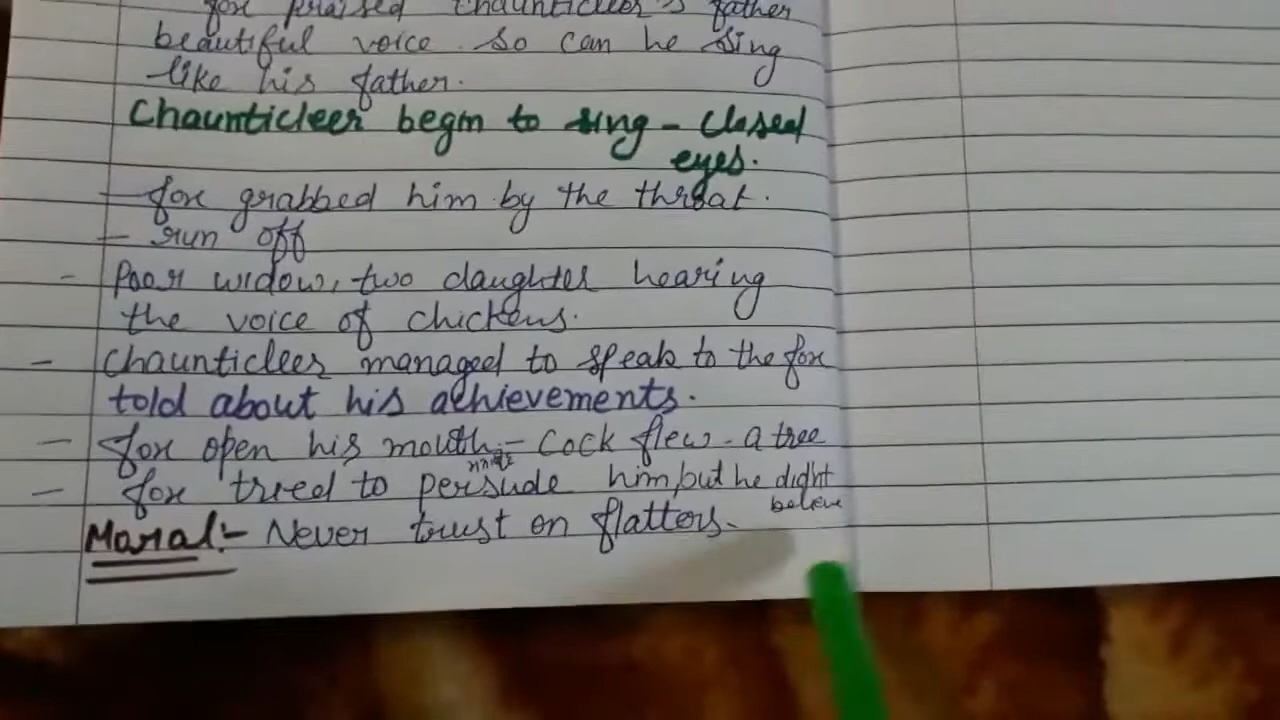 fox praised Chaunticleer's father
beautiful voice so can he sing
like his father.
Chaunticleer begin to sing - closed
eyes.
- fox grabbed him by the throat.
- run off
- Poor widow, two daughter hearing
the voice of chickens.
- Chaunticleer managed to speak to the fox
told about his achievements.
- fox open his mouth - Cock flew - a tree
- fox tried to persude him, but he didn't
believe
Moral:- Never trust on flatters.